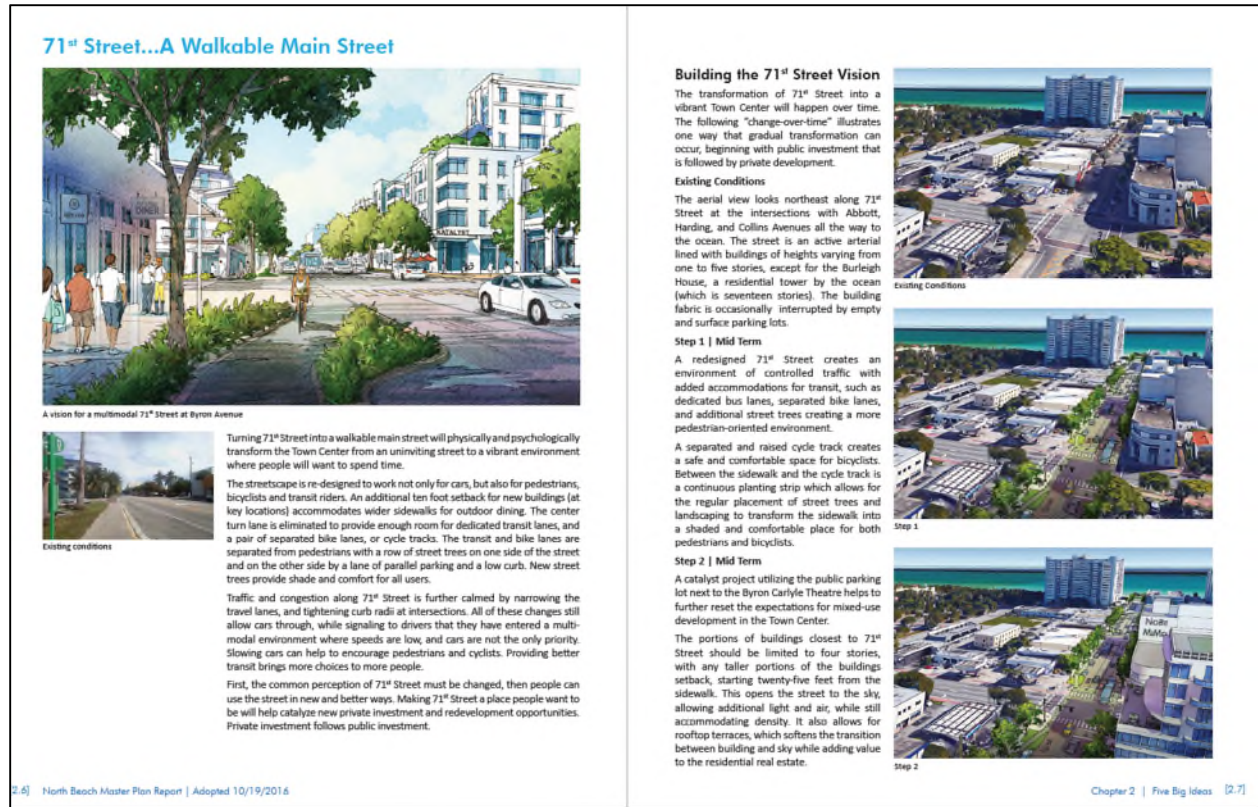 71st Street...A Walkable Main Street
KATALYST
A vision for a multimodal 71st Street at Byron Avenue
Existing conditions
Turning 71st Street into a walkable main street will physically and psychologically
transform the Town Center from an uninviting street to a vibrant environment
where people will want to spend time.
The streetscape is re-designed to work not only for cars, but also for pedestrians,
bicyclists and transit riders. An additional ten foot setback for new buildings (at
key locations) accommodates wider sidewalks for outdoor dining. The center
turn lane is eliminated to provide enough room for dedicated transit lanes, and
a pair of separated bike lanes, or cycle tracks. The transit and bike lanes are
separated from pedestrians with a row of street trees on one side of the street
and on the other side by a lane of parallel parking and a low curb. New street
trees provide shade and comfort for all users.
Traffic and congestion along 71st Street is further calmed by narrowing the
travel lanes, and tightening curb radii at intersections. All of these changes still
allow cars through, while signaling to drivers that they have entered a multi-
modal environment where speeds are low, and cars are not the only priority.
Slowing cars can help to encourage pedestrians and cyclists. Providing better
transit brings more choices to more people.
First, the common perception of 71st Street must be changed, then people can
use the street in new and better ways. Making 71st Street a place people want to
be will help catalyze new private investment and redevelopment opportunities.
Private investment follows public investment.
2.6] North Beach Master Plan Report | Adopted 10/19/2016
Building the 71st Street Vision
The transformation of 71st Street into a
vibrant Town Center will happen over time.
The following "change-over-time" illustrates
one way that gradual transformation can
occur, beginning with public investment that
is followed by private development.
Existing Conditions
The aerial view looks northeast along 71st
Street at the intersections with Abbott,
Harding, and Collins Avenues all the way to
the ocean. The street is an active arterial
lined with buildings of heights varying from
one to five stories, except for the Burleigh
House, a residential tower by the ocean
(which is seventeen stories). The building
fabric is occasionally interrupted by empty
and surface parking lots.
Step 1 | Mid Term
A redesigned 71st Street creates an
environment of controlled traffic with
added accommodations for transit, such as
dedicated bus lanes, separated bike lanes,
and additional street trees creating a more
pedestrian-oriented environment.
A separated and raised cycle track creates
a safe and comfortable space for bicyclists.
Between the sidewalk and the cycle track is
a continuous planting strip which allows for
the regular placement of street trees and
landscaping to transform the sidewalk into
a shaded and comfortable place for both
pedestrians and bicyclists.
Step 2 | Mid Term
A catalyst project utilizing the public parking
lot next to the Byron Carlyle Theatre helps to
further reset the expectations for mixed-use
development in the Town Center.
The portions of buildings closest to 71st
Street should be limited to four stories,
with any taller portions of the buildings
setback, starting twenty-five feet from the
sidewalk. This opens the street to the sky,
allowing additional light and air, while still
accommodating density. It also allows for
rooftop terraces, which softens the transition
between building and sky while adding value
to the residential real estate.
Existing Conditions
Step 1
NoBe
MiMo
Step 2
Chapter 2 | Five Big Ideas [2.7]